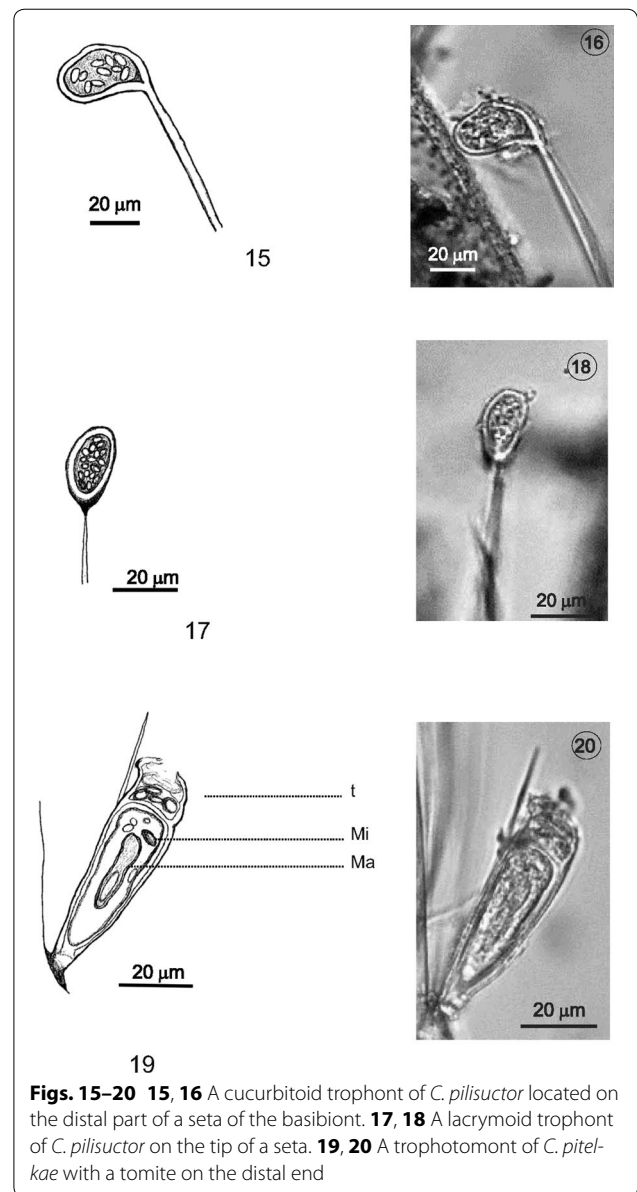 20 µm
15
16
20 µm
20 µm
17
18
20 µm
t
Mi
Ma
20 µm
19
20
20 µm
Figs. 15–20 15, 16 A cucurbitoid trophont of C. pilisuctor located on
the distal part of a seta of the basibiont. 17, 18 A lacrymoid trophont
of C. pilisuctor on the tip of a seta. 19, 20 A trophotomont of C. pitel-
kae with a tomite on the distal end